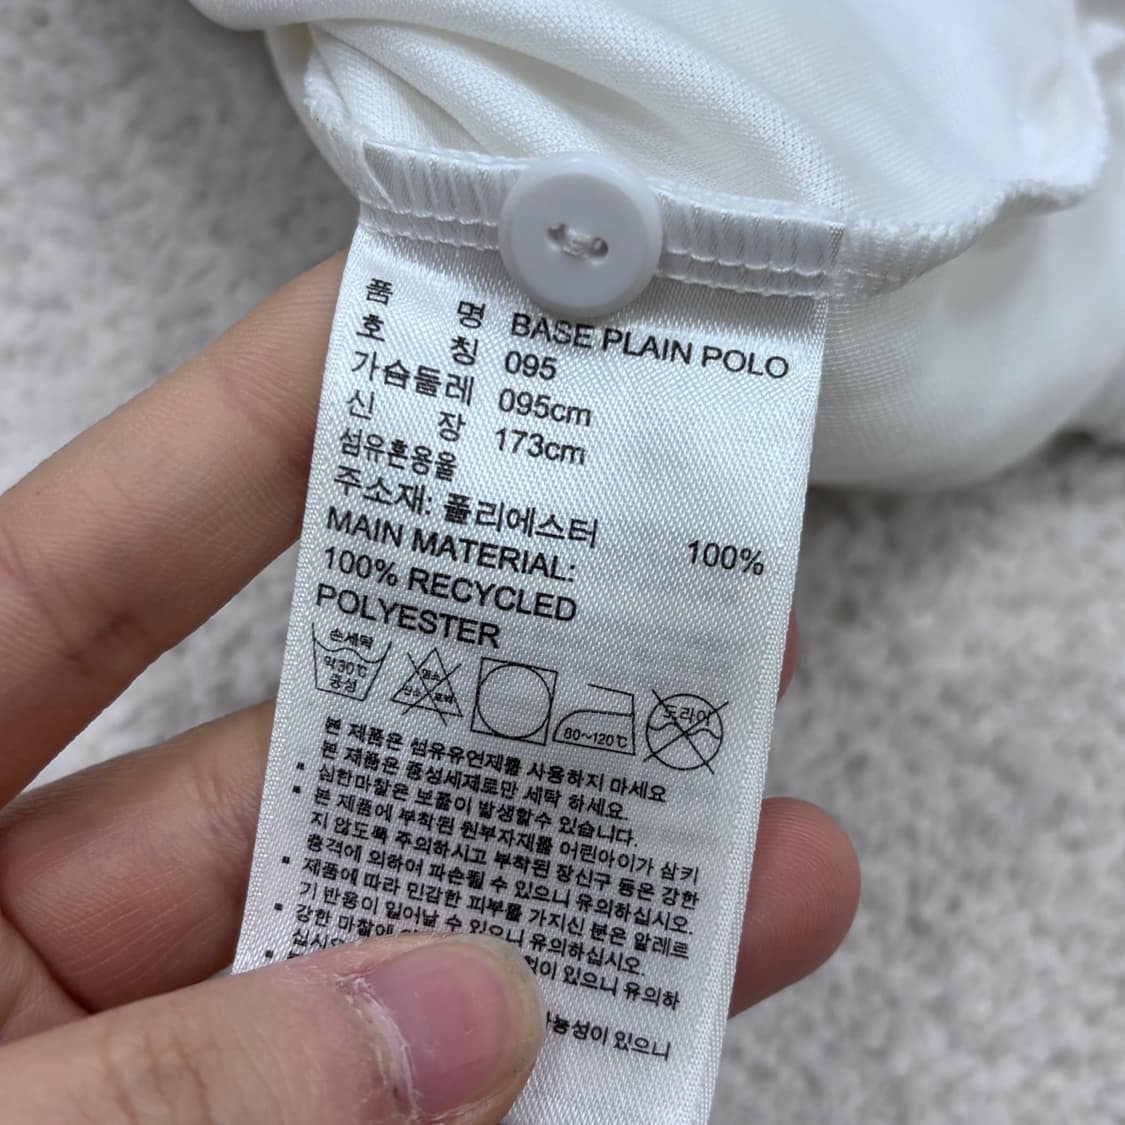 품 명 BASE PLAIN POLO
호 칭 095
가슴둘레 095cm
신 장 173cm
섬유혼용율
주소재: 폴리에스터 100%
MAIN MATERIAL:
100% RECYCLED
POLYESTER
손세탁 약30℃ 중성
염소
80~120℃
드라이
본 제품은 섬유유연제를 사용하지 마세요
본 제품은 중성세제로만 세탁 하세요.
심한마찰은 보풀이 발생할수 있습니다.
본 제품에 부착된 원부자재를 어린아이가 삼키
지 않도록 주의하시고 부착된 장신구 등은 강한
충격에 의하여 파손될 수 있으니 유의하십시오.
제품에 따라 민감한 피부를 가지신 분은 알레르
기 반응이 일어날 수 있으니 유의하십시오.
강한 마찰에 있으니 유의하
십시오
있으니